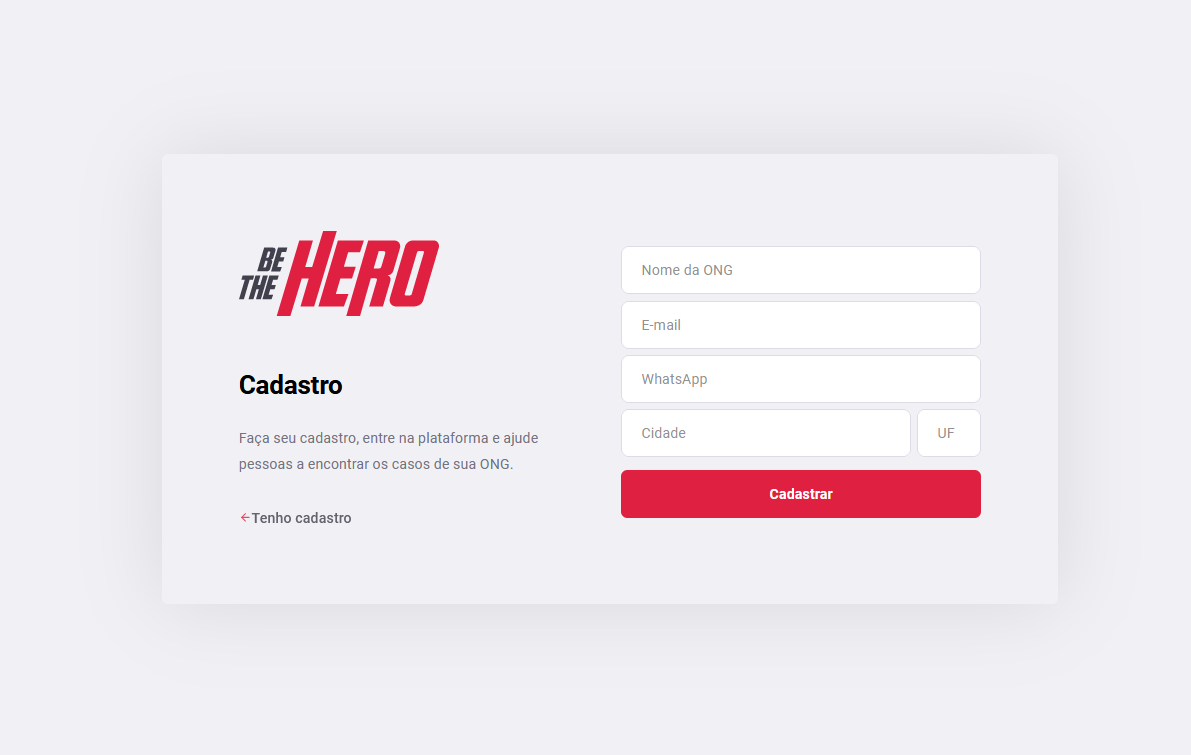 BE
THE HERO
Cadastro
Faça seu cadastro, entre na plataforma e ajude
pessoas a encontrar os casos de sua ONG.
Tenho cadastro
Nome da ONG
E-mail
WhatsApp
Cidade UF
Cadastrar